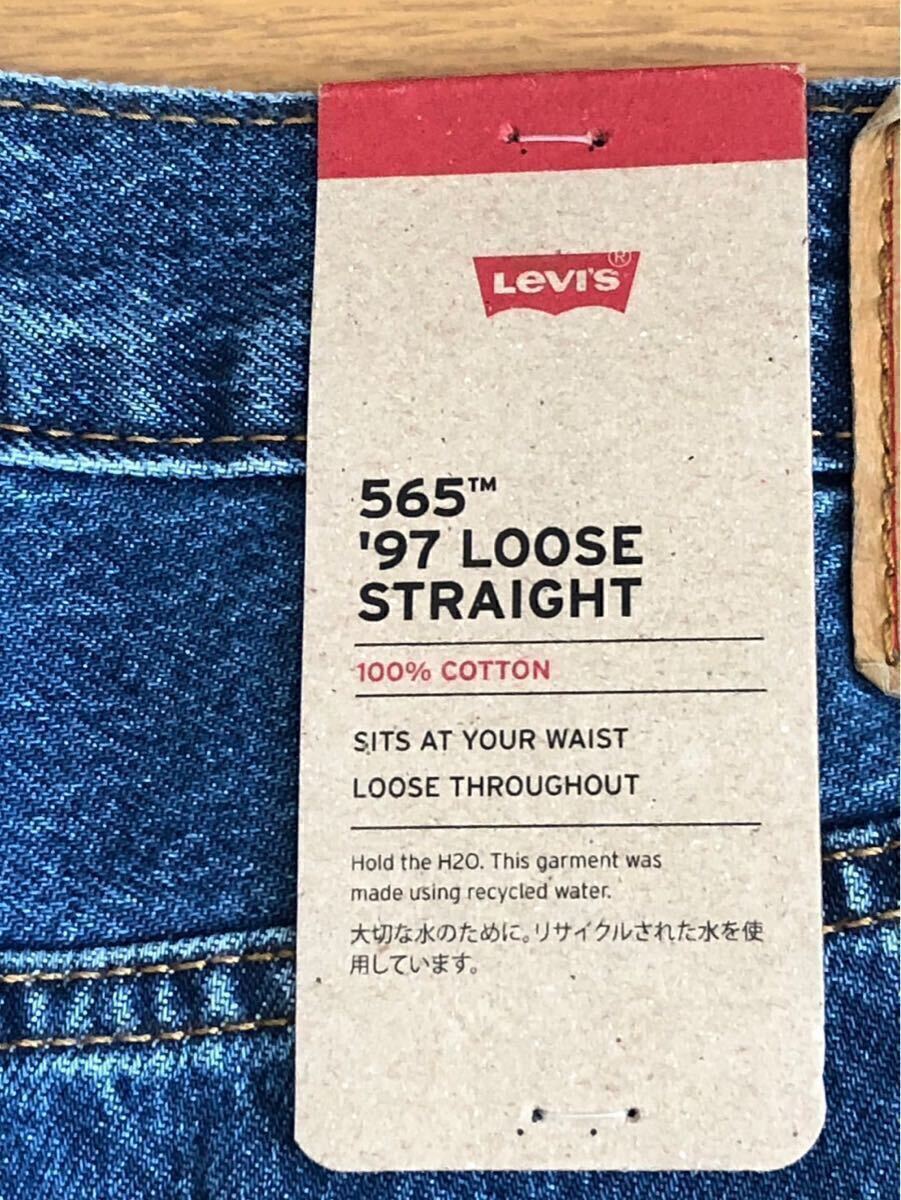 LEVI'S®
565™
'97 LOOSE
STRAIGHT
100% COTTON
SITS AT YOUR WAIST
LOOSE THROUGHOUT
Hold the H2O. This garment was
made using recycled water.
大切な水のために。リサイクルされた水を使
用しています。